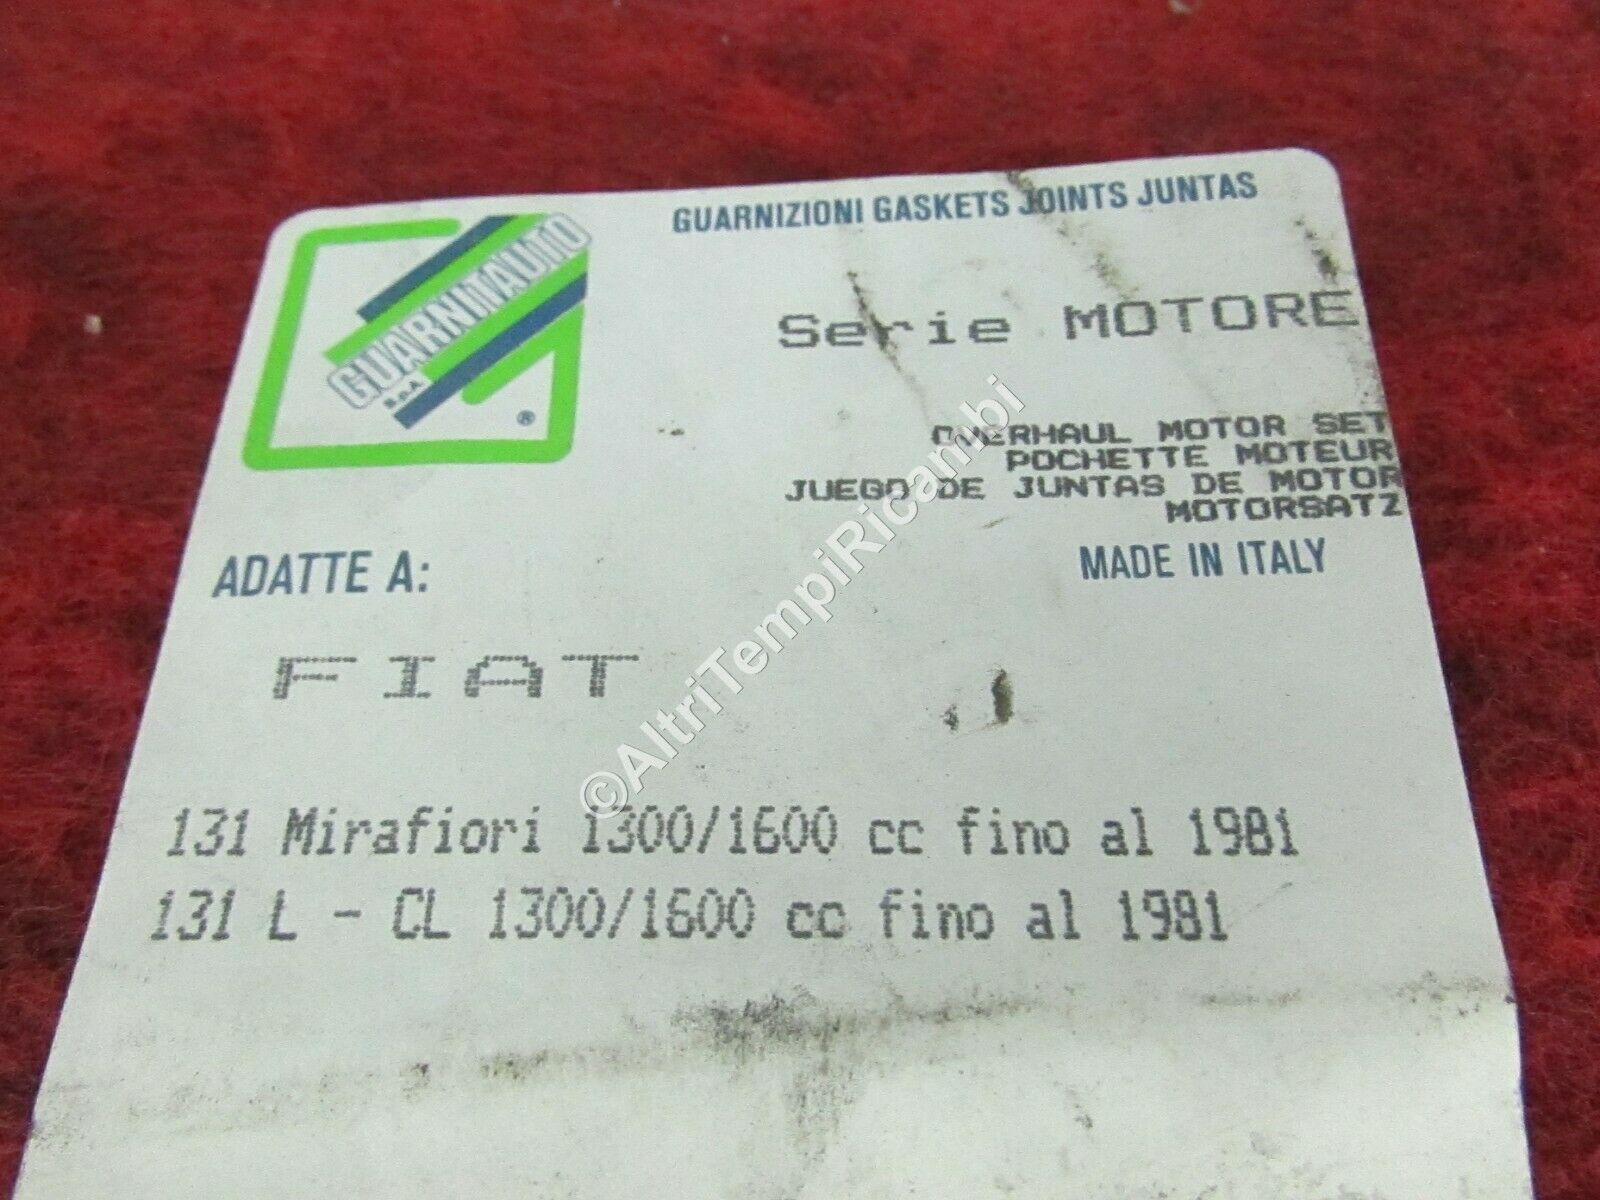 GUARNIZIONI GASKETS JOINTS JUNTAS
GUARNITAUTO
S.p.A.
®
Serie MOTORE
OVERHAUL MOTOR SET
POCHETTE MOTEUR
JUEGO DE JUNTAS DE MOTOR
MOTORSATZ
ADATTE A:
MADE IN ITALY
FIAT
131 Mirafiori 1300/1600 cc fino al 1981
131 L - CL 1300/1600 cc fino al 1981
©AltriTempiRicambi